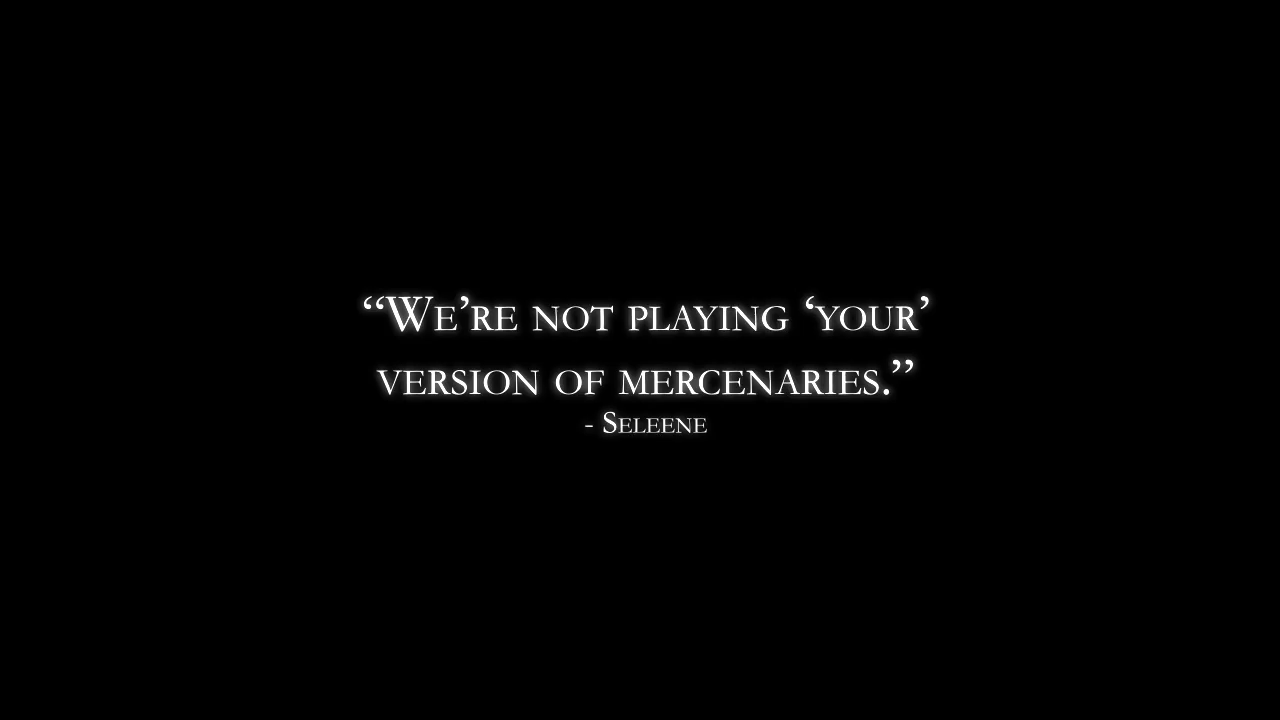 “We’re not playing ‘your’
version of mercenaries.”
- Seleene